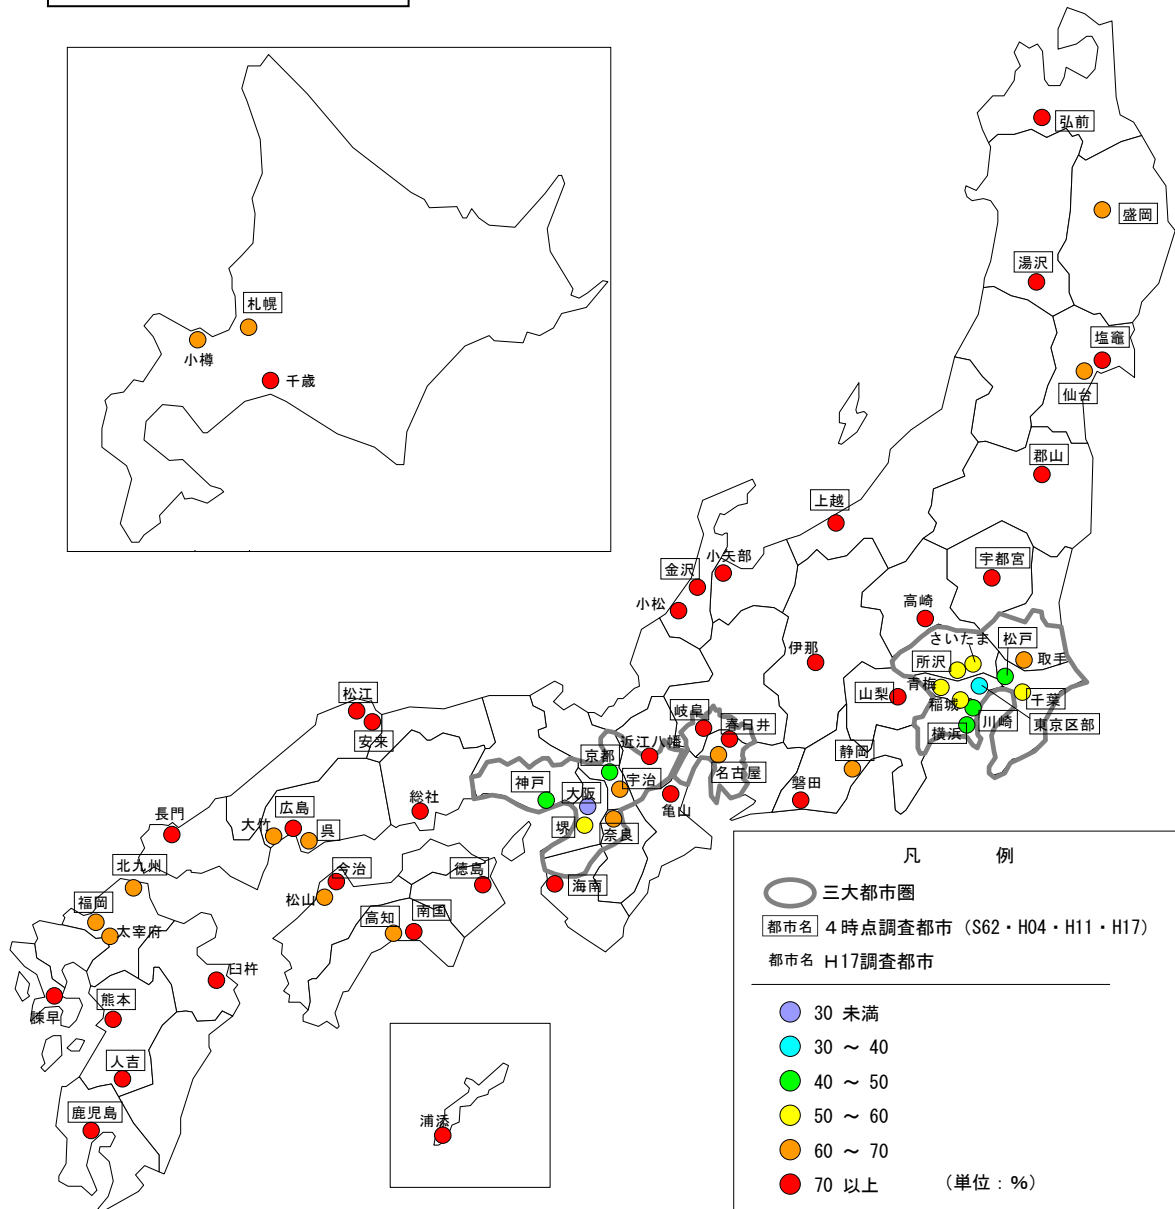 弘前
盛岡
湯沢
札幌
小樽
千歳
塩竈
仙台
郡山
上越
小矢部
金沢
小松
宇都宮
高崎
さいたま
松戸
所沢
取手
伊那
青梅
山梨
稲城
千葉
川崎
東京区部
横浜
松江
安来
岐阜
春日井
近江八幡
京都
名古屋
静岡
神戸
宇治
大阪
亀山
磐田
堺
奈良
総社
広島
長門
大竹
呉
北九州
今治
徳島
海南
松山
福岡
高知
南国
太宰府
臼杵
諫早
熊本
人吉
鹿児島
浦添
凡 例
三大都市圏
都市名 4時点調査都市（S62・H04・H11・H17）
都市名 H17調査都市
30 未満
30 ～ 40
40 ～ 50
50 ～ 60
60 ～ 70
70 以上 （単位：%）